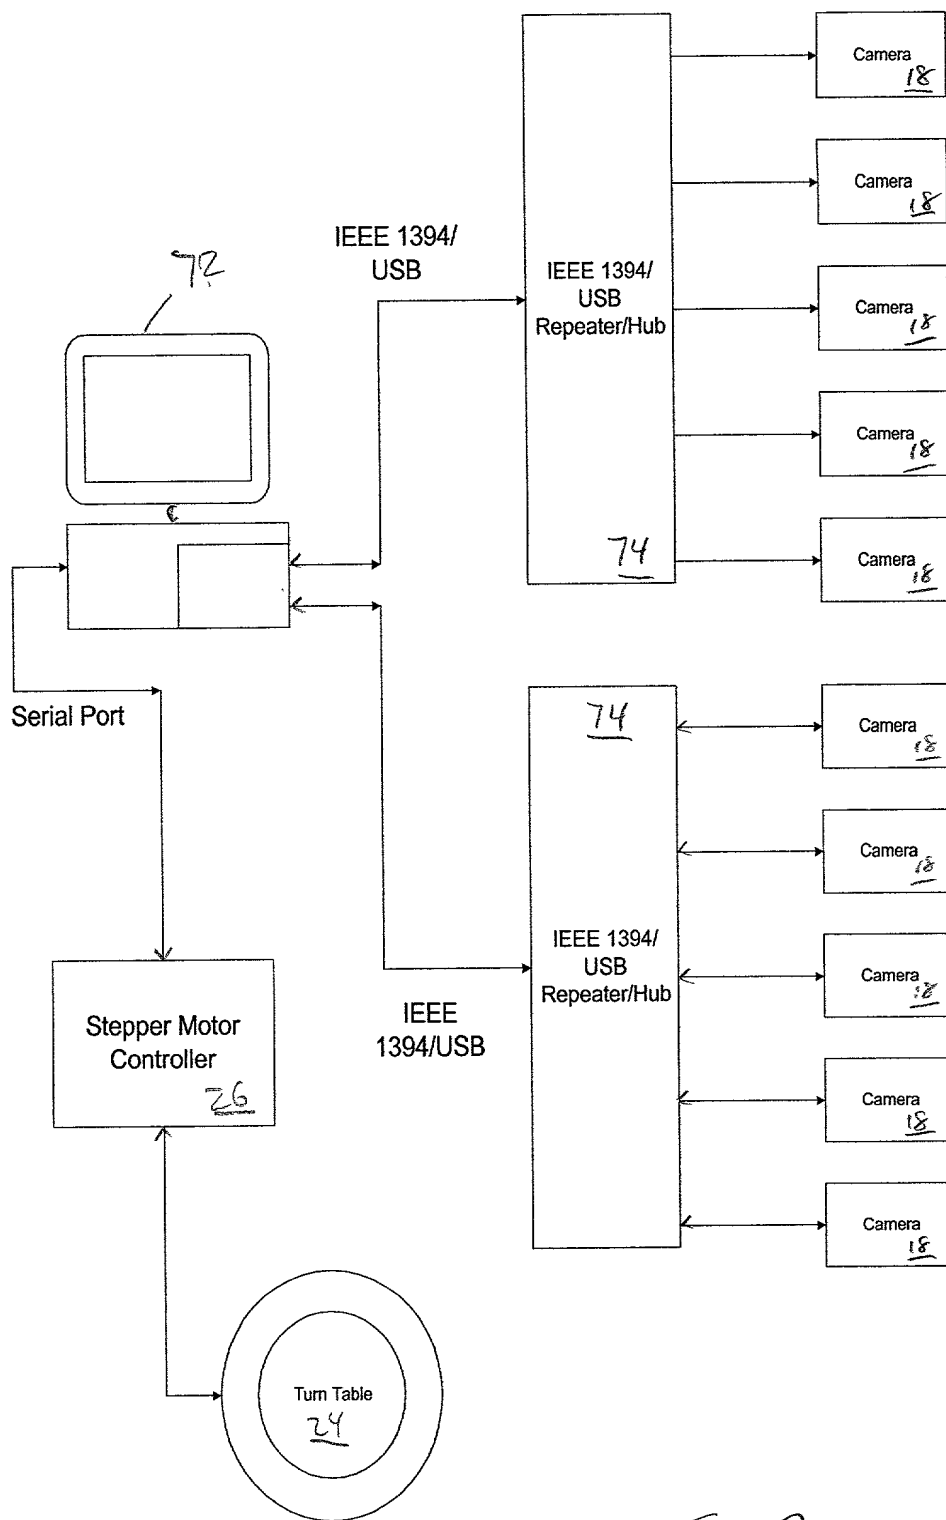 Camera
18
Camera
18
72
IEEE 1394/
USB
IEEE 1394/
USB
Repeater/Hub
Camera
18
Camera
18
74
Camera
18
Serial Port
74
Camera
18
Camera
18
IEEE 1394/
USB
Repeater/Hub
Camera
18
IEEE
1394/USB
Stepper Motor
Controller
26
Camera
18
Camera
18
Turn Table
24